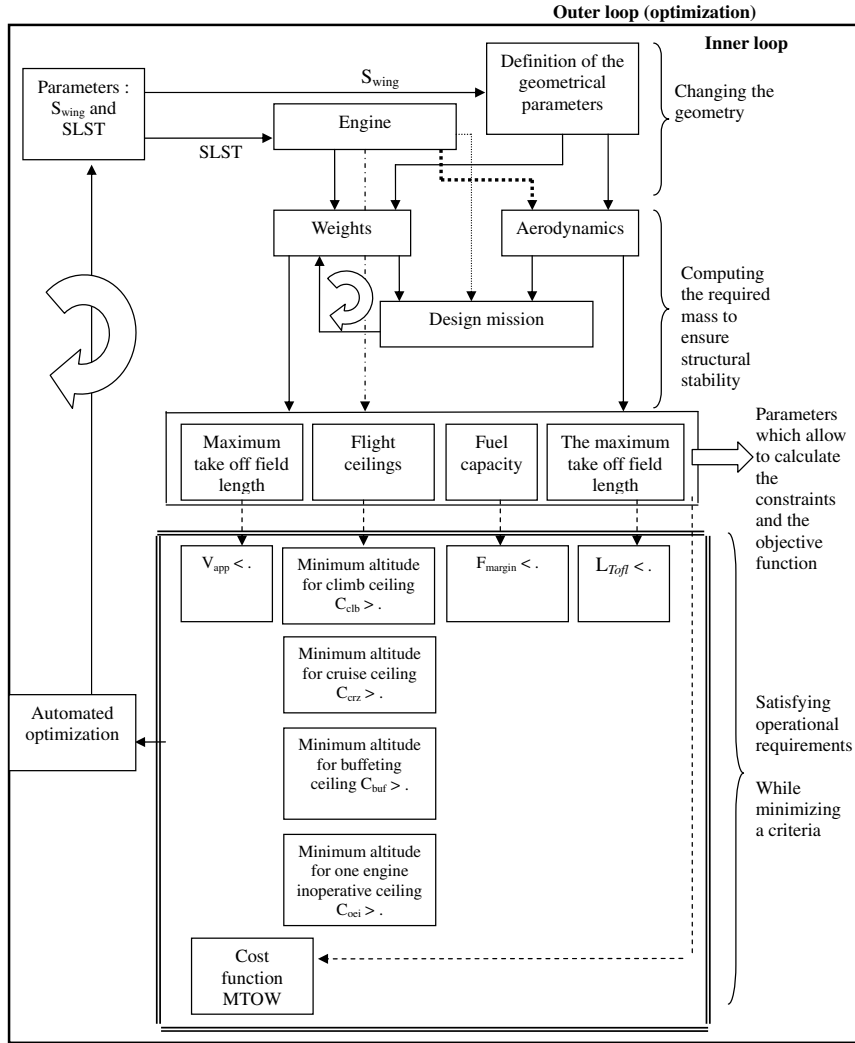 Outer loop (optimization)
Inner loop
Parameters :
Swing and
SLST
Swing
SLST
Definition of the
geometrical
parameters
Engine
Changing the
geometry
Weights
Aerodynamics
Design mission
Computing
the required
mass to
ensure
structural
stability
Maximum
take off field
length
Flight
ceilings
Fuel
capacity
The maximum
take off field
length
Parameters
which allow
to calculate
the
constraints
and the
objective
function
Vapp < .
Minimum altitude
for climb ceiling
Cclb > .
Fmargin < .
LTofl < .
Minimum altitude
for cruise ceiling
Ccrz > .
Minimum altitude
for buffeting
ceiling Cbuf > .
Minimum altitude
for one engine
inoperative ceiling
Coei > .
Cost
function
MTOW
Automated
optimization
Satisfying
operational
requirements
While
minimizing
a criteria